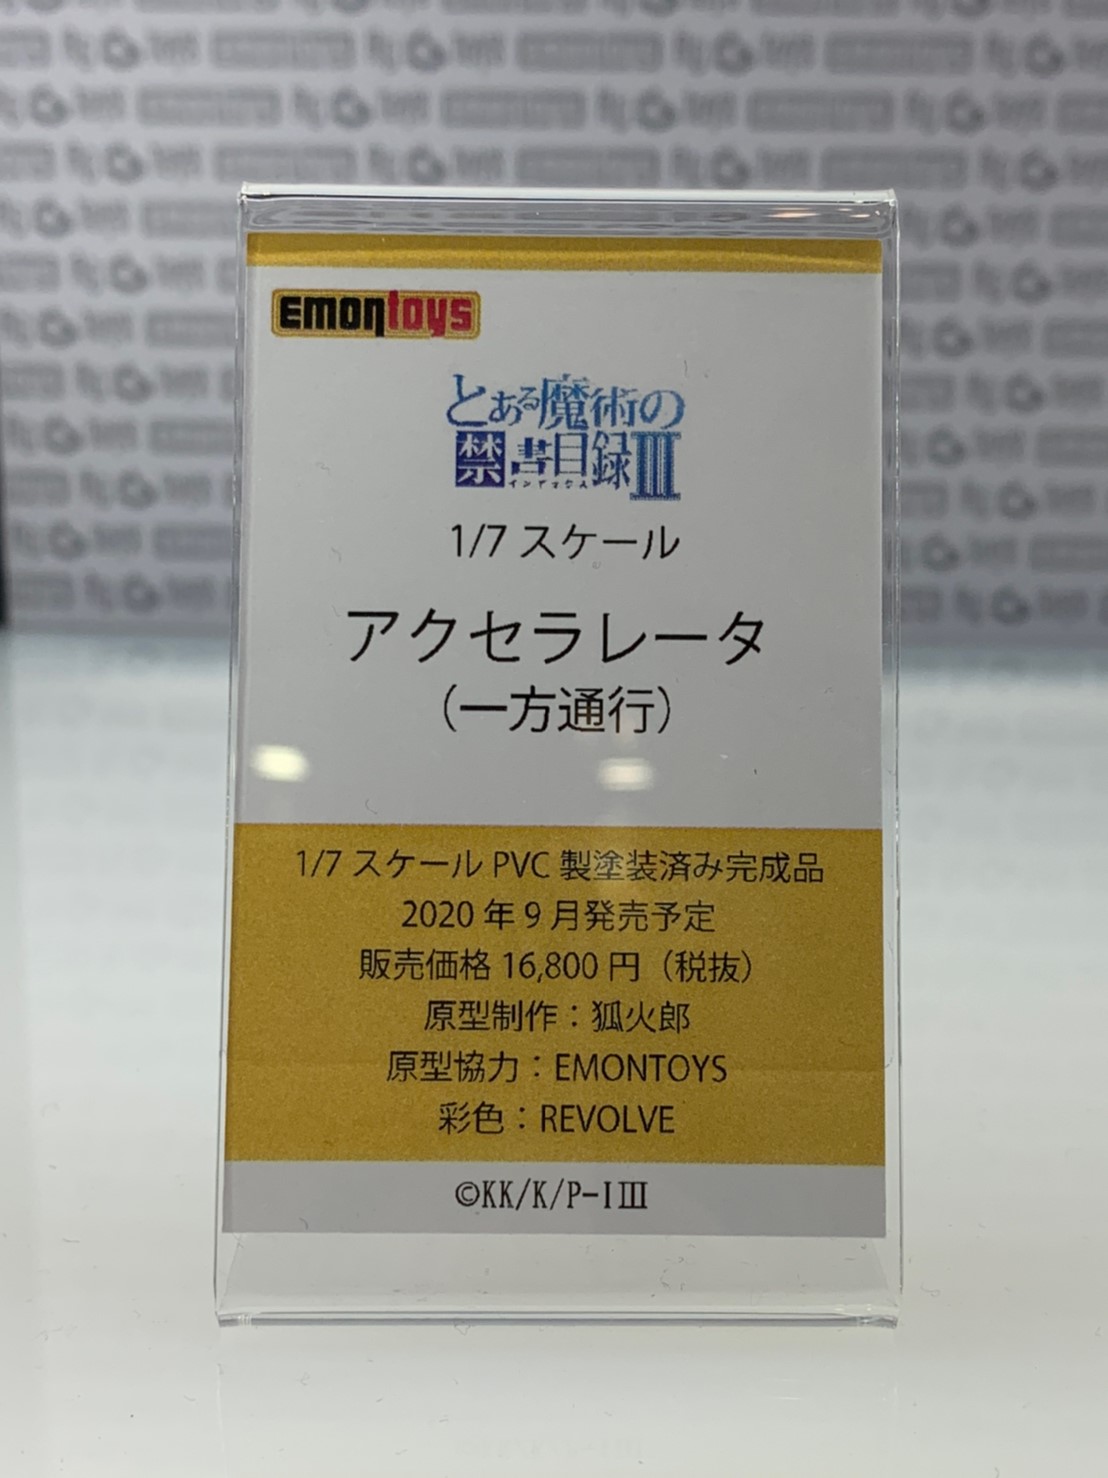 emontoys
とある魔術の
禁書目録III
インデックス
1/7 スケール
アクセラレータ
（一方通行）
1/7 スケール PVC 製塗装済み完成品
2020 年 9 月発売予定
販売価格 16,800 円（税抜）
原型制作：狐火郎
原型協力：EMONTOYS
彩色：REVOLVE
©KK/K/P-IIII